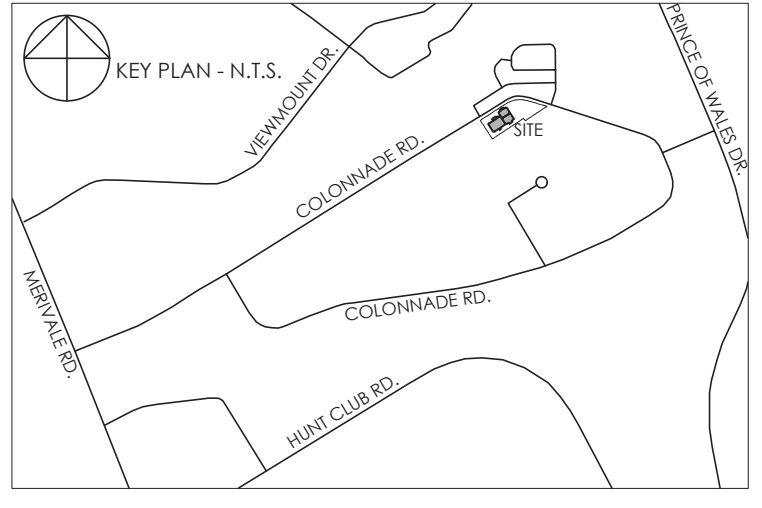 KEY PLAN - N.T.S.
VIEWMOUNT DR.
PRINCE OF WALES DR.
SITE
COLONNADE RD.
MERIVALE RD.
COLONNADE RD.
HUNT CLUB RD.